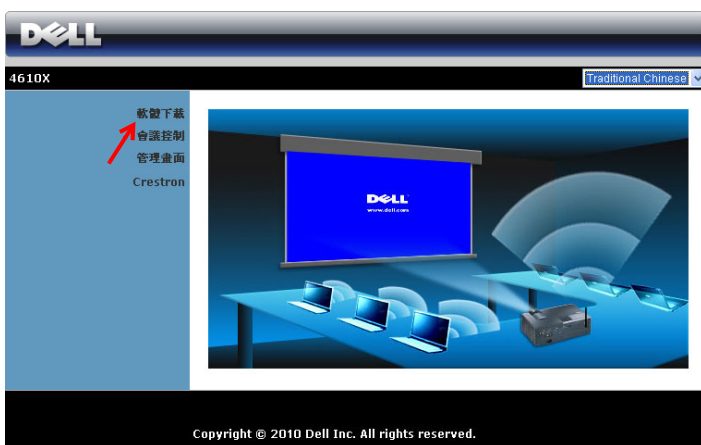 DELL
4610X
Traditional Chinese
軟體下載
會議控制
管理畫面
Crestron
DELL
www.dell.com
Copyright © 2010 Dell Inc. All rights reserved.